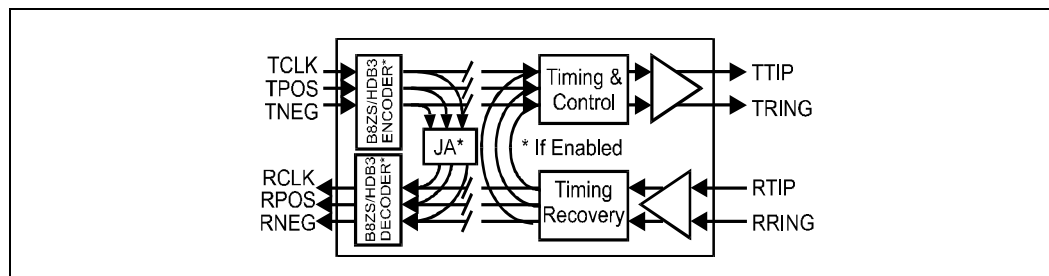 TCLK
TPOS
TNEG
B8ZS/HDB3
ENCODER*
Timing &
Control
TTIP
TRING
JA*
* If Enabled
RCLK
RPOS
RNEG
B8ZS/HDB3
DECODER*
Timing
Recovery
RTIP
RRING